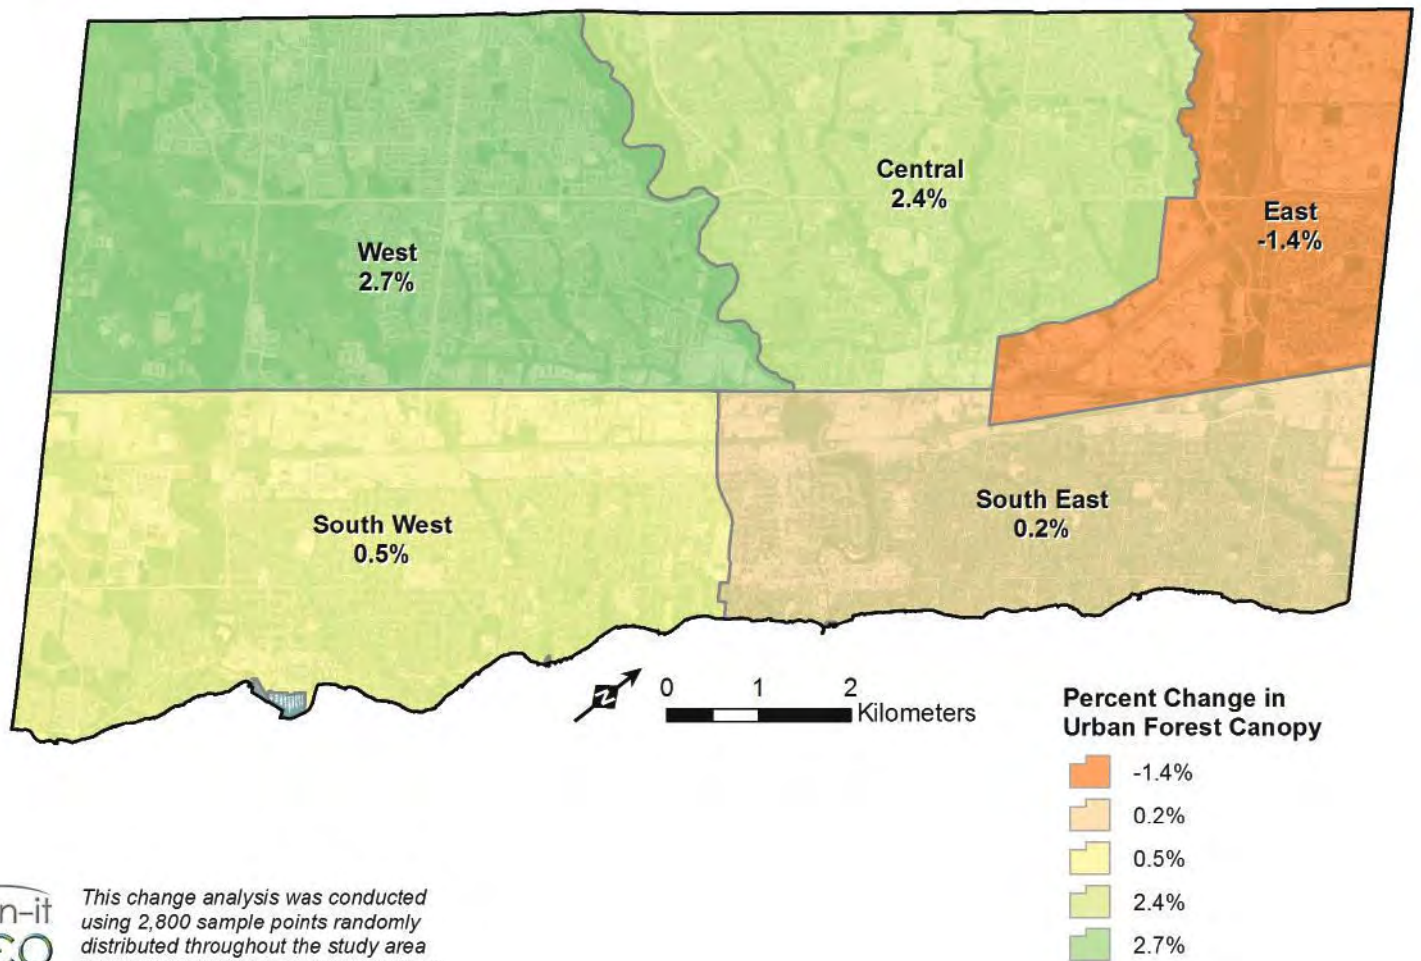 Central
2.4%
East
-1.4%
West
2.7%
South East
0.2%
South West
0.5%
N
0 1 2
Kilometers
Percent Change in
Urban Forest Canopy
-1.4%
0.2%
0.5%
2.4%
2.7%
This change analysis was conducted
using 2,800 sample points randomly
distributed throughout the study area